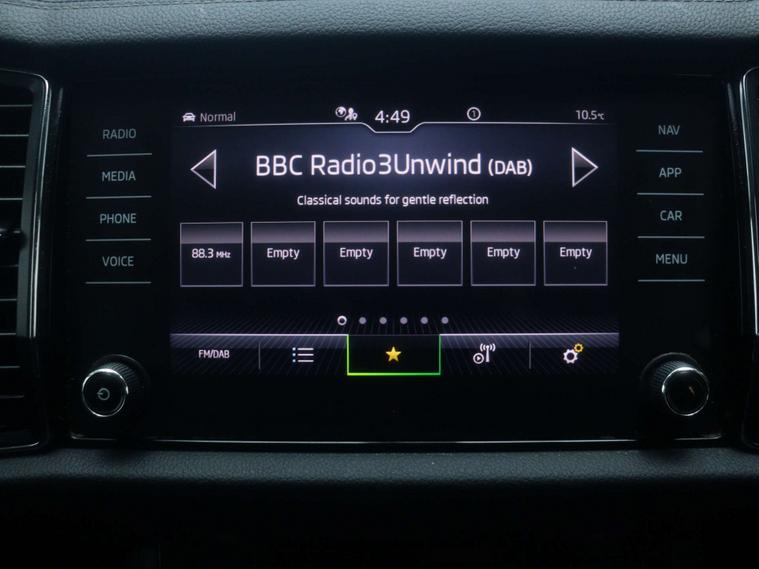 Normal
4:49
1
10.5°C
RADIO
MEDIA
PHONE
VOICE
BBC Radio3Unwind (DAB)
Classical sounds for gentle reflection
88.3 MHz
Empty
Empty
Empty
Empty
Empty
FM/DAB
NAV
APP
CAR
MENU